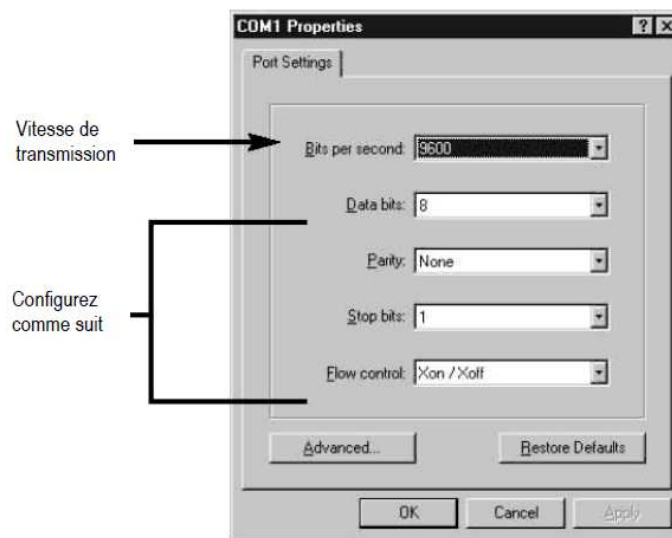 COM1 Properties
Port Settings
Vitesse de
transmission
Bits per second: 9600
Data bits: 8
Parity: None
Configurez
comme suit
Stop bits: 1
Flow control: Xon / Xoff
Advanced...
Restore Defaults
OK
Cancel
Apply